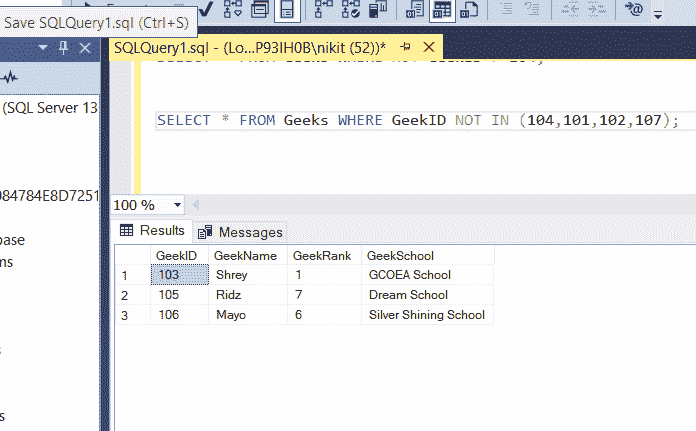 Save SQLQuery1.sql (Ctrl+S)
SQLQuery1.sql - (Lo...P93IH0B\nikit (52))*
(SQL Server 13
084784E8D7251
base
ms
s
SELECT * FROM Geeks WHERE GeekID NOT IN (104,101,102,107);
100 %
Results Messages
GeekID GeekName GeekRank GeekSchool
1 103 Shrey 1 GCOEA School
2 105 Ridz 7 Dream School
3 106 Mayo 6 Silver Shining School